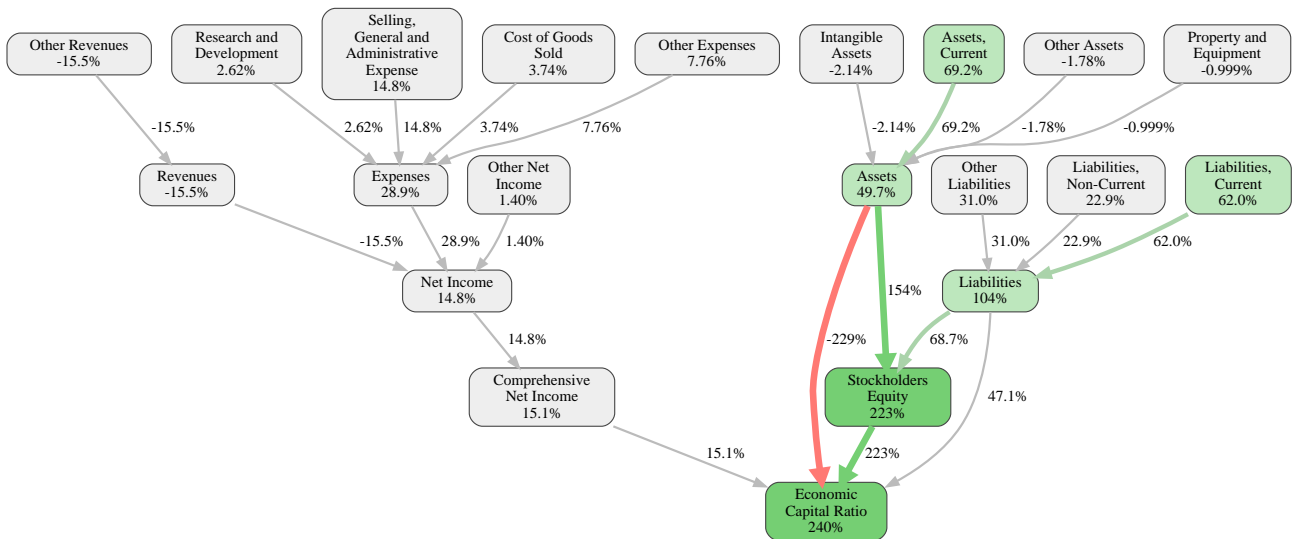 Other Revenues
-15.5%
Research and
Development
2.62%
Selling,
General and
Administrative
Expense
14.8%
Cost of Goods
Sold
3.74%
Other Expenses
7.76%
Intangible
Assets
-2.14%
Assets,
Current
69.2%
Other Assets
-1.78%
Property and
Equipment
-0.999%
-15.5%
2.62%
14.8%
3.74%
7.76%
-2.14%
69.2%
-1.78%
-0.999%
Revenues
-15.5%
Expenses
28.9%
Other Net
Income
1.40%
Assets
49.7%
Other
Liabilities
31.0%
Liabilities,
Non-Current
22.9%
Liabilities,
Current
62.0%
-15.5%
28.9%
1.40%
31.0%
22.9%
62.0%
Net Income
14.8%
154%
Liabilities
104%
14.8%
-229%
68.7%
Comprehensive
Net Income
15.1%
Stockholders
Equity
223%
47.1%
15.1%
223%
Economic
Capital Ratio
240%